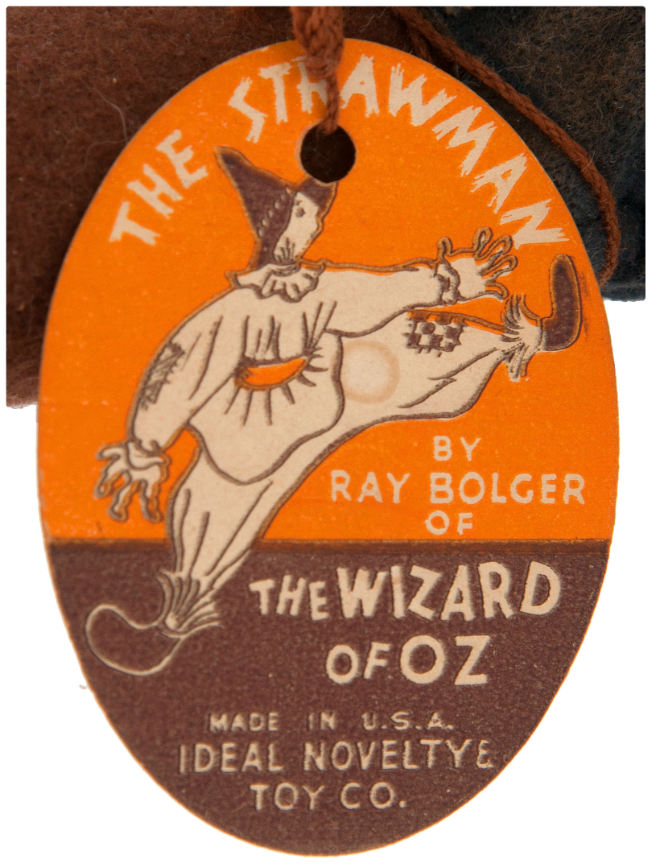 THE STRAWMAN
BY
RAY BOLGER
OF
THE WIZARD
OF OZ
MADE IN U.S.A.
IDEAL NOVELTY &
TOY CO.